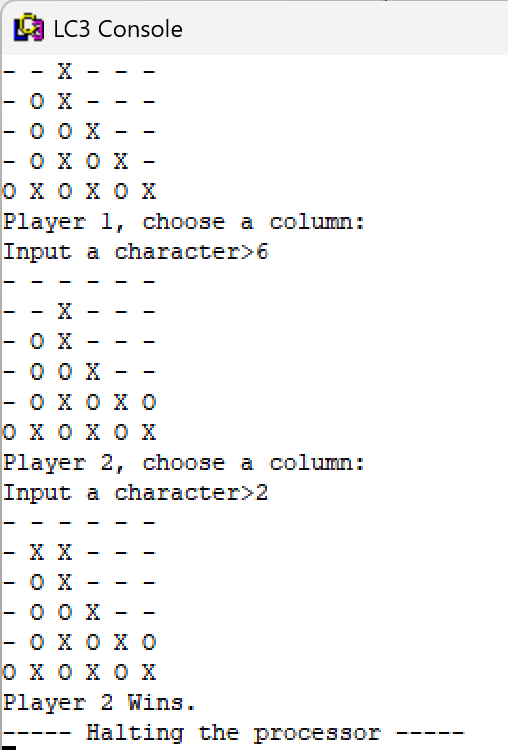 LC3 Console
- - X - - -
- O X - - -
- O O X - -
- O X O X -
O X O X O X
Player 1, choose a column:
Input a character>6
- - - - - -
- - X - - -
- O X - - -
- O O X - -
- O X O X O
O X O X O X
Player 2, choose a column:
Input a character>2
- - - - - -
- X X - - -
- O X - - -
- O O X - -
- O X O X O
O X O X O X
Player 2 Wins.
----- Halting the processor -----